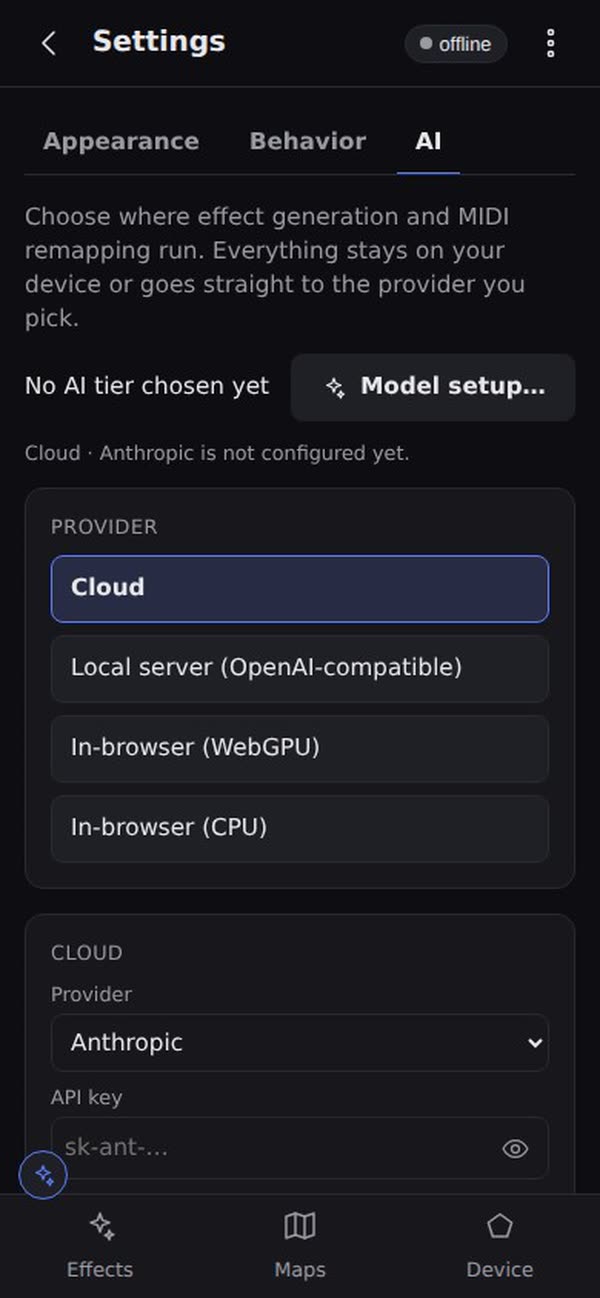 Settings
offline
Appearance Behavior AI
Choose where effect generation and MIDI
remapping run. Everything stays on your
device or goes straight to the provider you
pick.
No AI tier chosen yet
Model setup...
Cloud · Anthropic is not configured yet.
PROVIDER
Cloud
Local server (OpenAI-compatible)
In-browser (WebGPU)
In-browser (CPU)
CLOUD
Provider
Anthropic
API key
sk-ant-...
Effects Maps Device